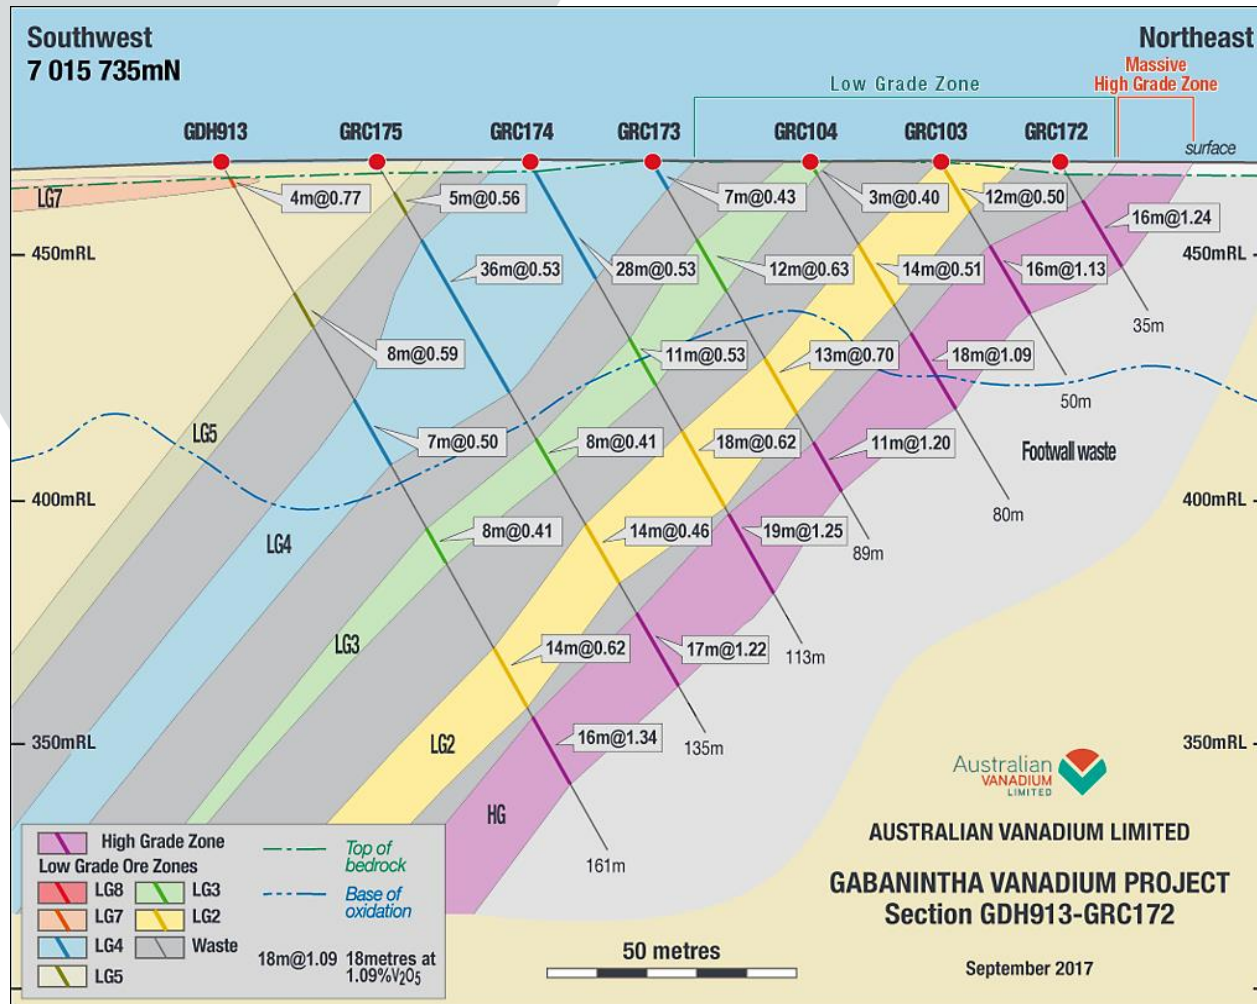 Southwest
7 015 735mN
Northeast
Massive
High Grade Zone
Low Grade Zone
GDH913
GRC175
GRC174
GRC173
GRC104
GRC103
GRC172
surface
LG7
4m@0.77
5m@0.56
7m@0.43
3m@0.40
12m@0.50
16m@1.24
450mRL
450mRL
36m@0.53
28m@0.53
12m@0.63
14m@0.51
16m@1.13
35m
8m@0.59
11m@0.53
13m@0.70
18m@1.09
50m
LG5
7m@0.50
8m@0.41
18m@0.62
11m@1.20
Footwall waste
400mRL
400mRL
80m
LG4
8m@0.41
14m@0.46
19m@1.25
89m
LG3
14m@0.62
17m@1.22
113m
350mRL
350mRL
LG2
16m@1.34
135m
HG
161m
Australian
VANADIUM
LIMITED
AUSTRALIAN VANADIUM LIMITED
GABANINTHA VANADIUM PROJECT
Section GDH913-GRC172
September 2017
50 metres
High Grade Zone
Low Grade Ore Zones
LG8
LG3
LG7
LG2
LG4
Waste
LG5
Top of
bedrock
Base of
oxidation
18m@1.09 18metres at
1.09%V₂O₅